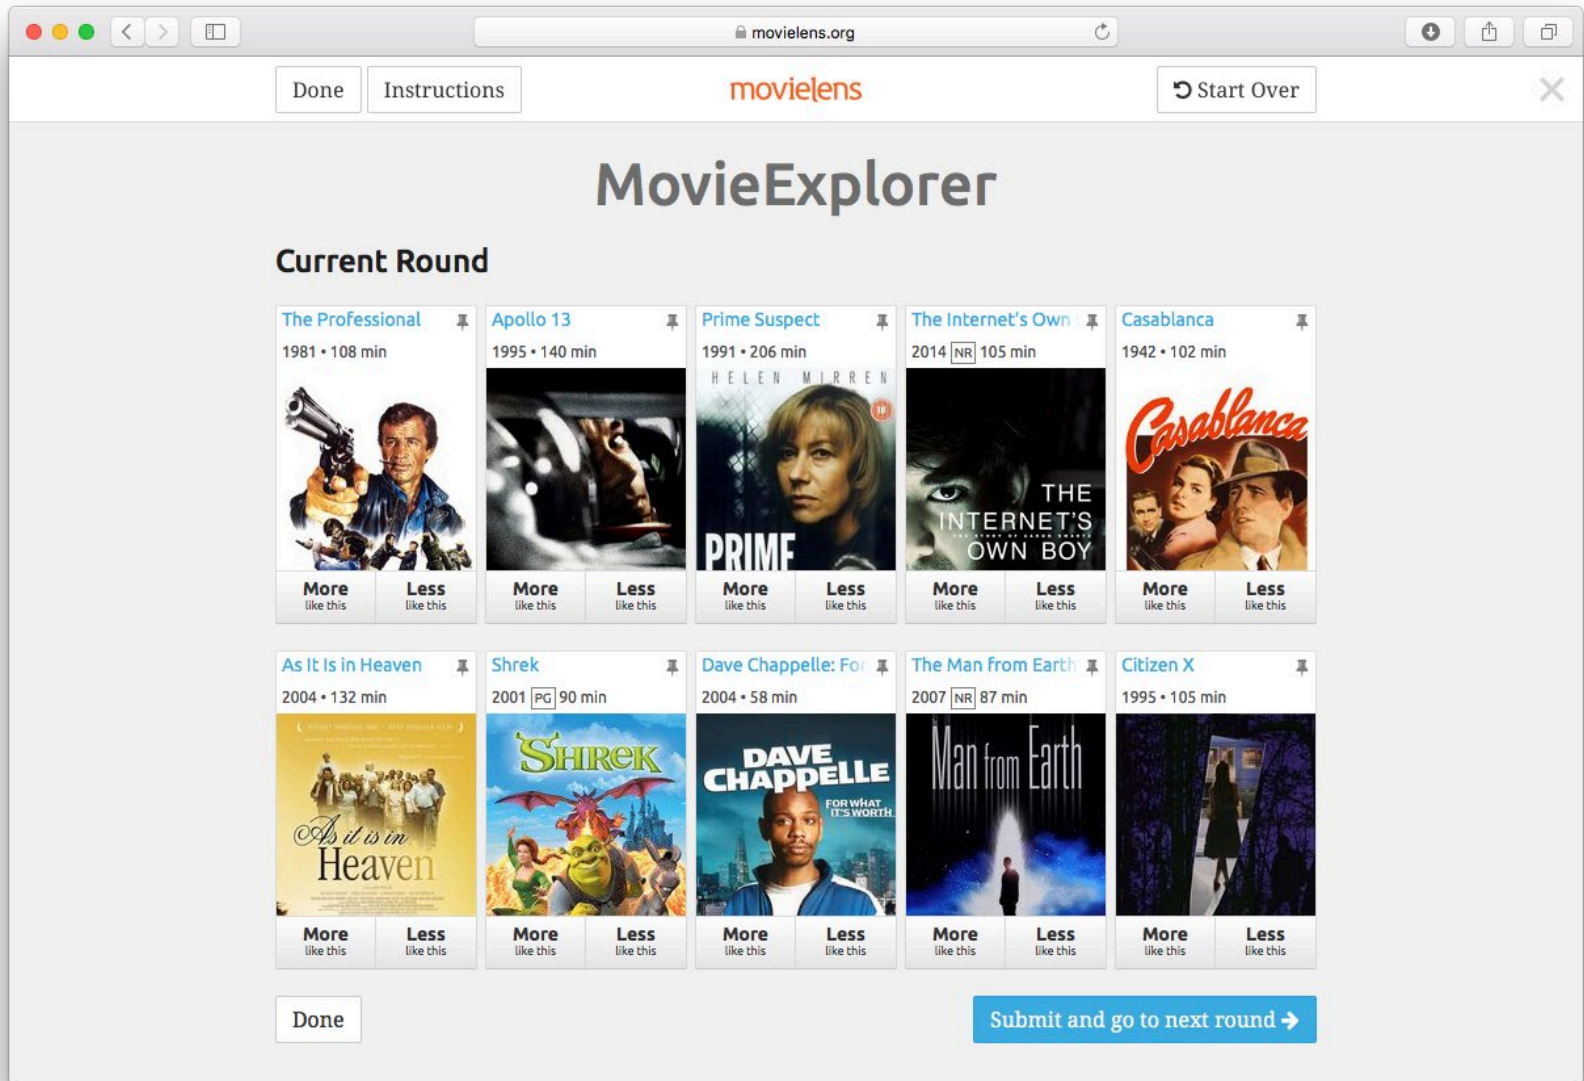 movielens.org
Done
Instructions
movielens
Start Over
MovieExplorer
Current Round
The Professional
1981 • 108 min
More Less
like this like this
Apollo 13
1995 • 140 min
More Less
like this like this
Prime Suspect
1991 • 206 min
HELEN MIRREN
18
PRIME
More Less
like this like this
The Internet's Own
2014 NR 105 min
THE
INTERNET'S
THE STORY OF AARON SWARTZ
OWN BOY
More Less
like this like this
Casablanca
1942 • 102 min
Casablanca
More Less
like this like this
As It Is in Heaven
2004 • 132 min
As it is in
Heaven
More Less
like this like this
Shrek
2001 PG 90 min
SHREK
More Less
like this like this
Dave Chappelle: For
2004 • 58 min
DAVE
CHAPPELLE
FOR WHAT
IT'S WORTH
More Less
like this like this
The Man from Earth
2007 NR 87 min
Man from Earth
More Less
like this like this
Citizen X
1995 • 105 min
More Less
like this like this
Done
Submit and go to next round